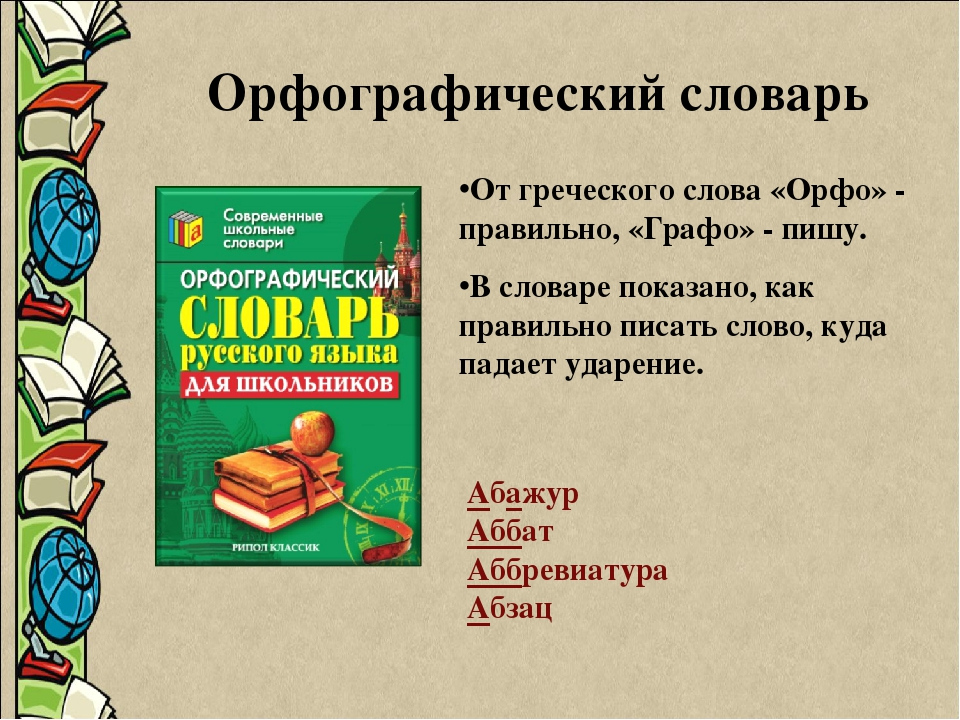 Орфографический словарь
Современные
школьные
словари
а
ОРФОГРАФИЧЕСКИЙ
СЛОВАРЬ
русского языка
ДЛЯ ШКОЛЬНИКОВ
РИПОЛ КЛАССИК
•От греческого слова «Орфо» -
правильно, «Графо» - пишу.
•В словаре показано, как
правильно писать слово, куда
падает ударение.
Абажур
Аббат
Аббревиатура
Абзац